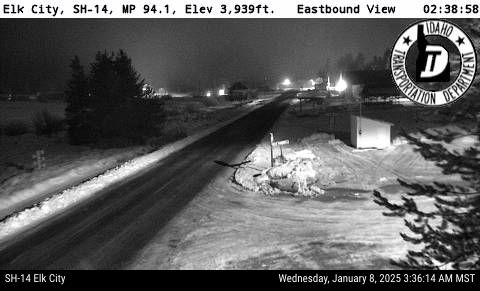 Elk City, SH-14, MP 94.1, Elev 3,939ft. Eastbound View 02:38:58
IDAHO
TRANSPORTATION DEPARTMENT
SH-14 Elk City Wednesday, January 8, 2025 3:36:14 AM MST